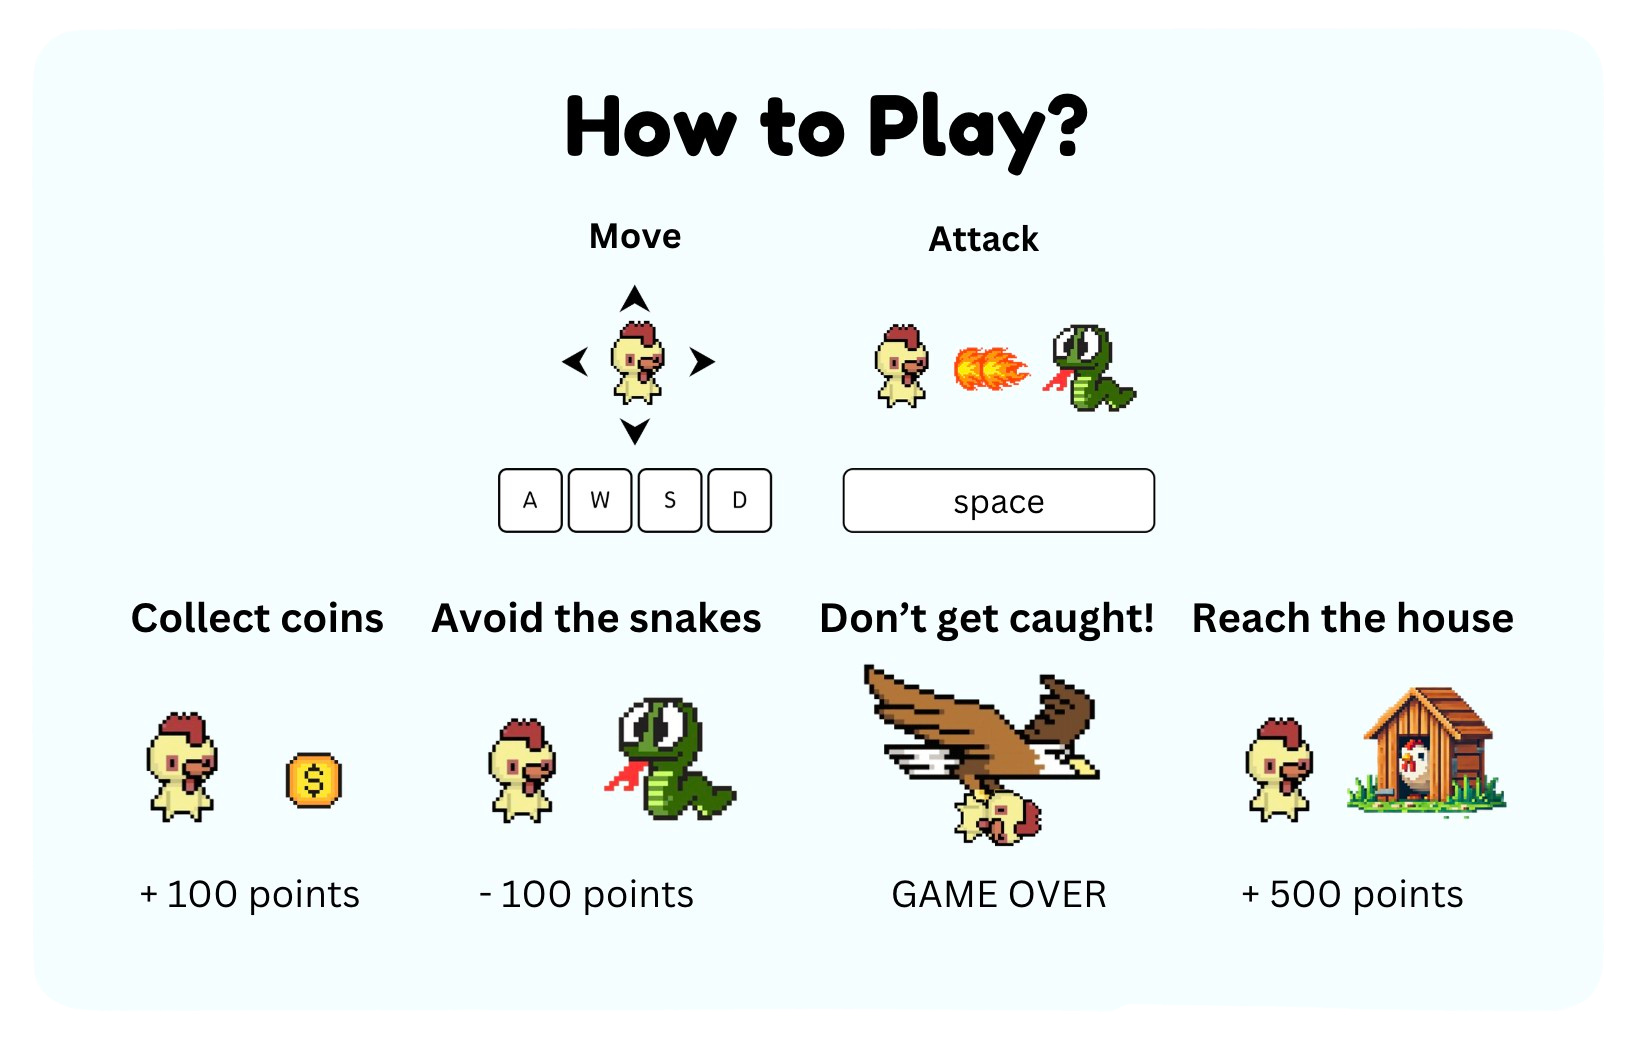 How to Play?
Move
Attack
A W S D
space
Collect coins
Avoid the snakes
Don’t get caught!
Reach the house
$
+ 100 points
- 100 points
GAME OVER
+ 500 points